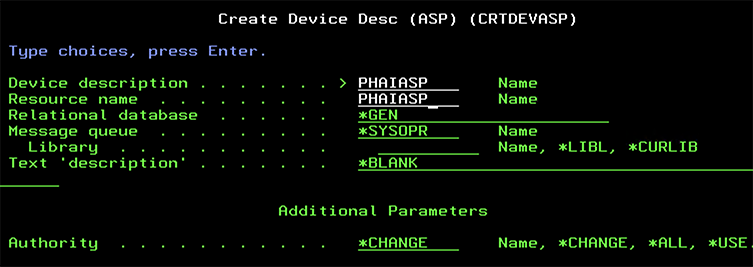 Create Device Desc (ASP) (CRTDEVASP)
Type choices, press Enter.
Device description . . . . . . . > PHAIASP Name
Resource name . . . . . . . . . PHAIASP_ Name
Relational database . . . . . . *GEN
Message queue . . . . . . . . . *SYSOPR Name
Library . . . . . . . . . . . Name, *LIBL, *CURLIB
Text 'description' . . . . . . . *BLANK
Additional Parameters
Authority . . . . . . . . . . . *CHANGE Name, *CHANGE, *ALL, *USE.